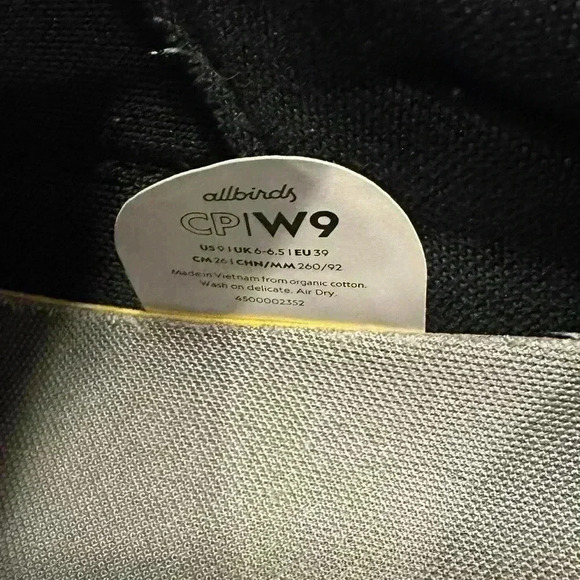 allbirds
CP|W9
US 9 | UK 6-6.5 | EU 39
CM 26 | CHN/MM 260/92
Made in Vietnam from organic cotton.
Wash on delicate. Air Dry.
4500002352